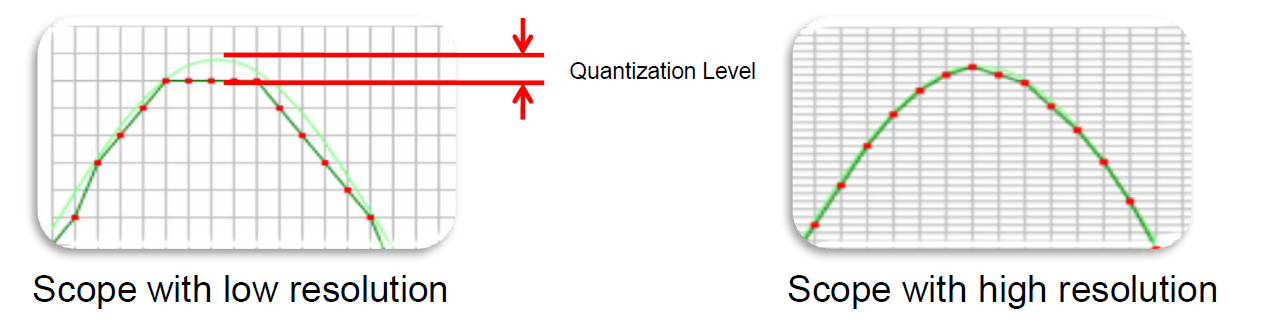 Quantization Level
Scope with low resolution
Scope with high resolution